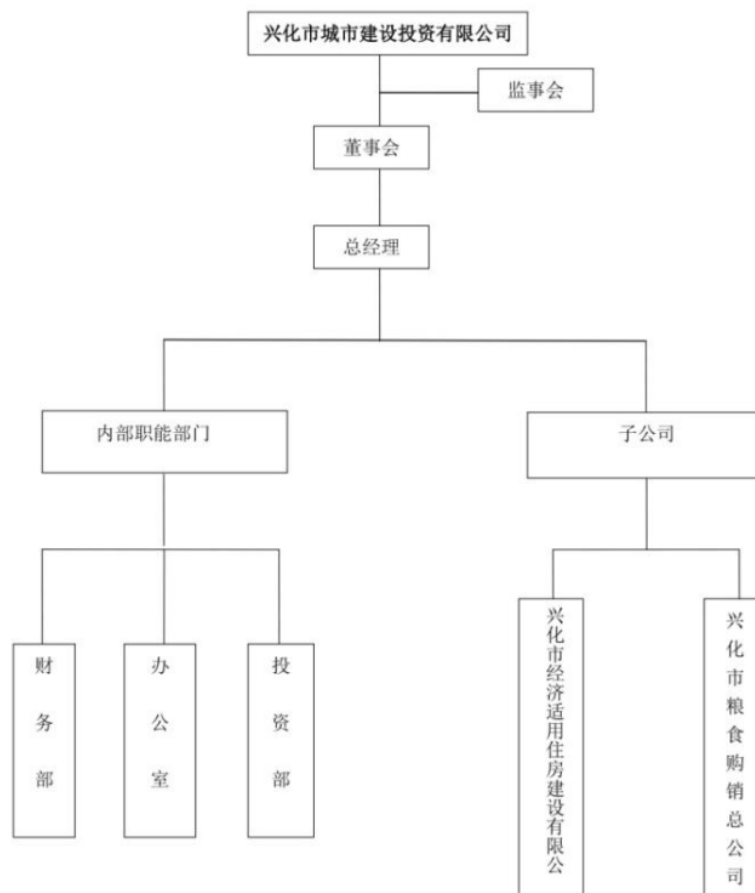 兴化市城市建设投资有限公司
监事会
董事会
总经理
内部职能部门
子公司
财务部
办公室
投资部
兴化市经济适用住房建设有限公
兴化市粮食购销总公司